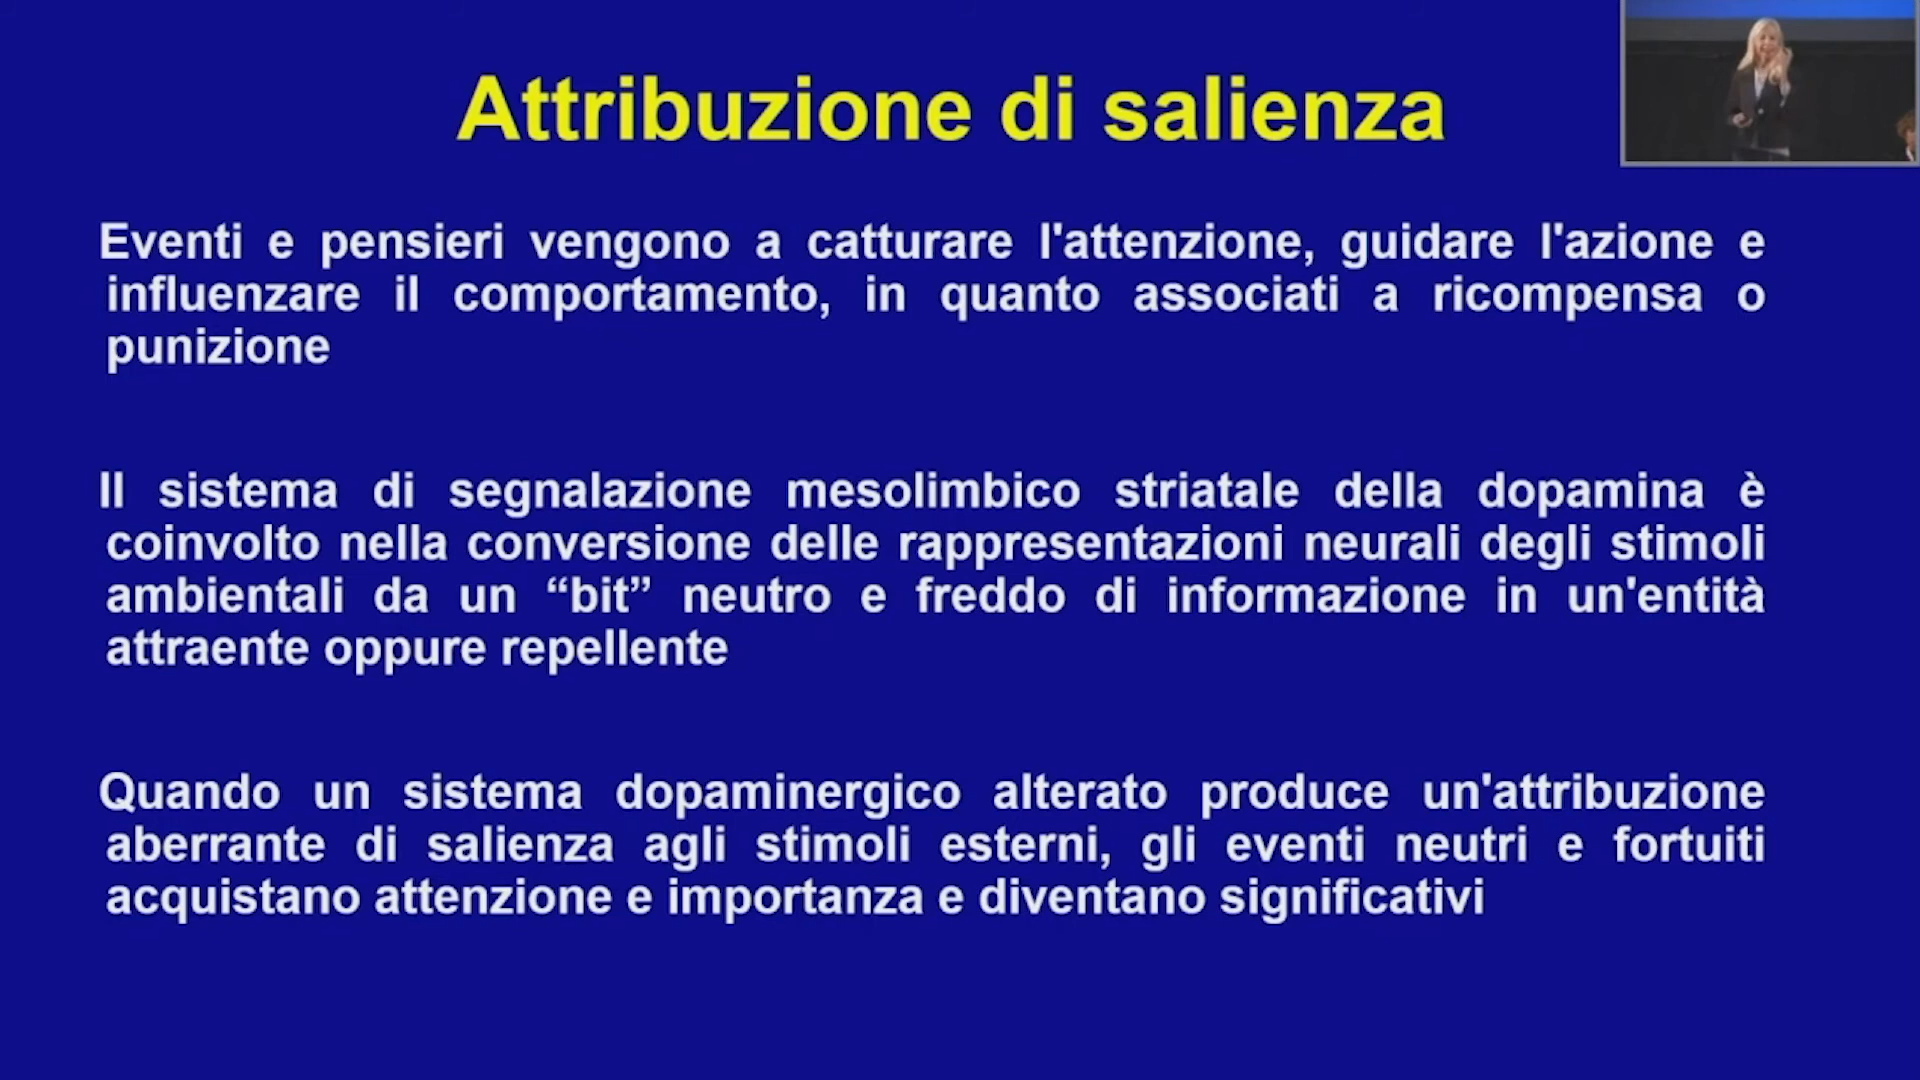 Attribuzione di salienza
Eventi e pensieri vengono a catturare l'attenzione, guidare l'azione e
influenzare il comportamento, in quanto associati a ricompensa o
punizione
Il sistema di segnalazione mesolimbico striatale della dopamina è
coinvolto nella conversione delle rappresentazioni neurali degli stimoli
ambientali da un “bit” neutro e freddo di informazione in un'entità
attraente oppure repellente
Quando un sistema dopaminergico alterato produce un'attribuzione
aberrante di salienza agli stimoli esterni, gli eventi neutri e fortuiti
acquistano attenzione e importanza e diventano significativi